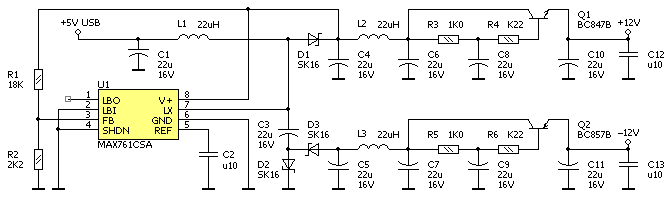 +5V USB
L1 22uH
L2 22uH
R3 1K0
R4 K22
Q1
BC847B
+12V
C1
22u
16V
D1
SK16
C4
22u
16V
C6
22u
16V
C8
22u
16V
C10
22u
16V
C12
u10
R1
18K
U1
1 LBO V+ 8
2 LBI LX 7
3 FB GND 6
4 SHDN REF 5
MAX761CSA
C3
22u
16V
D3
SK16
L3 22uH
R5 1K0
R6 K22
Q2
BC857B
-12V
R2
2K2
C2
u10
D2
SK16
C5
22u
16V
C7
22u
16V
C9
22u
16V
C11
22u
16V
C13
u10